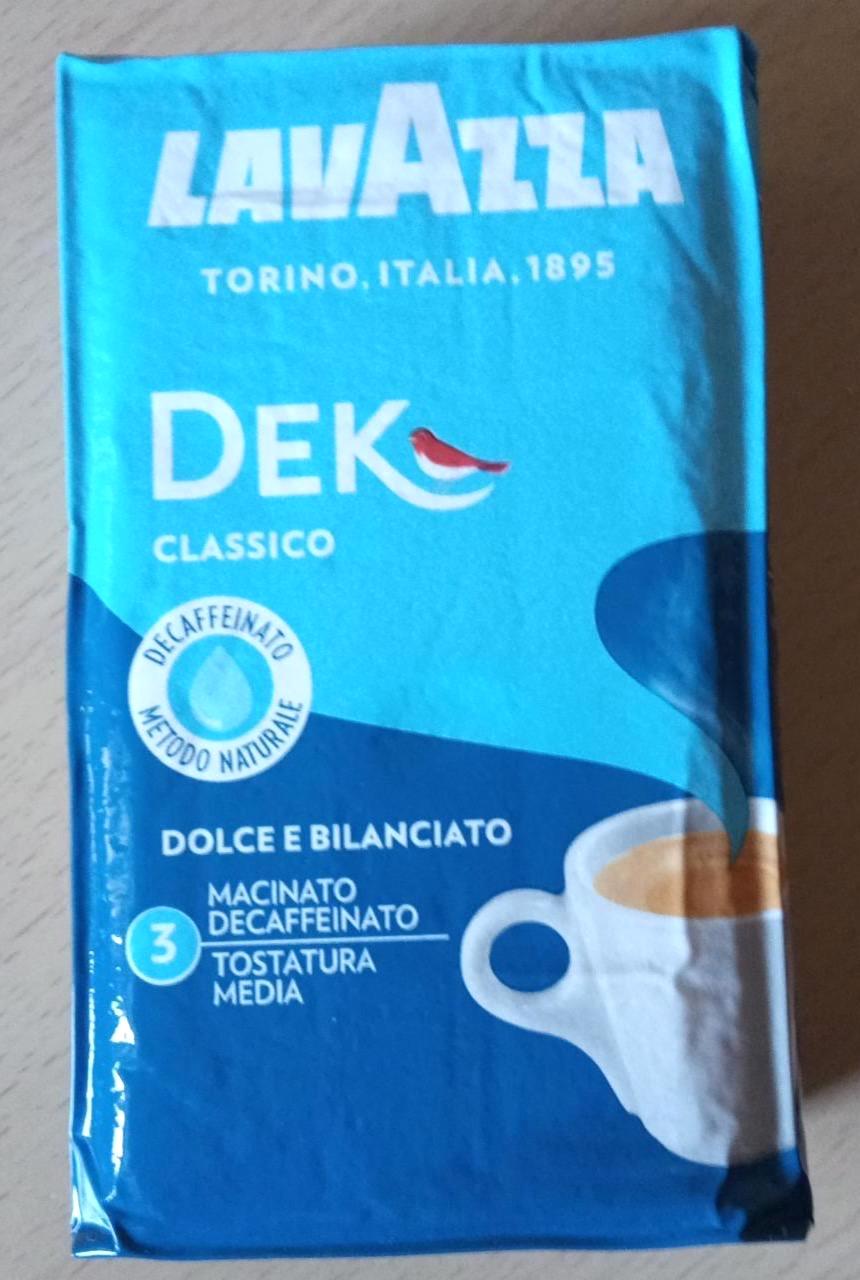 LAVAZZA
TORINO, ITALIA, 1895
DEK
CLASSICO
DECAFFEINATO
METODO NATURALE
DOLCE E BILANCIATO
MACINATO
DECAFFEINATO
3
TOSTATURA
MEDIA